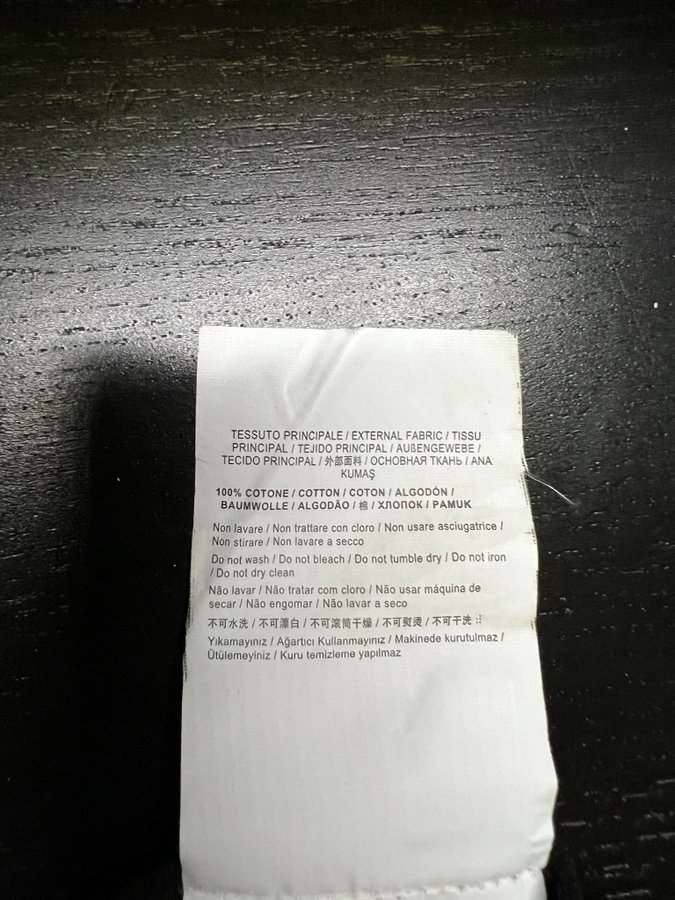 TESSUTO PRINCIPALE / EXTERNAL FABRIC / TISSU
PRINCIPAL / TEJIDO PRINCIPAL / AUßENGEWEBE /
TECIDO PRINCIPAL / 外部面料 / ОСНОВНАЯ ТКАНЬ / ANA
KUMAŞ
100% COTONE / COTTON / COTON / ALGODÓN /
BAUMWOLLE / ALGODÃO / 棉 / ХЛОПОК / PAMUK
Non lavare / Non trattare con cloro / Non usare asciugatrice /
Non stirare / Non lavare a secco
Do not wash / Do not bleach / Do not tumble dry / Do not iron
/ Do not dry clean
Não lavar / Não tratar com cloro / Não usar máquina de
secar / Não engomar / Não lavar a seco
不可水洗 / 不可漂白 / 不可滚筒干燥 / 不可熨烫 / 不可干洗
Yıkamayınız / Ağartıcı Kullanmayınız / Makinede kurutulmaz /
Ütülemeyiniz / Kuru temizleme yapılmaz